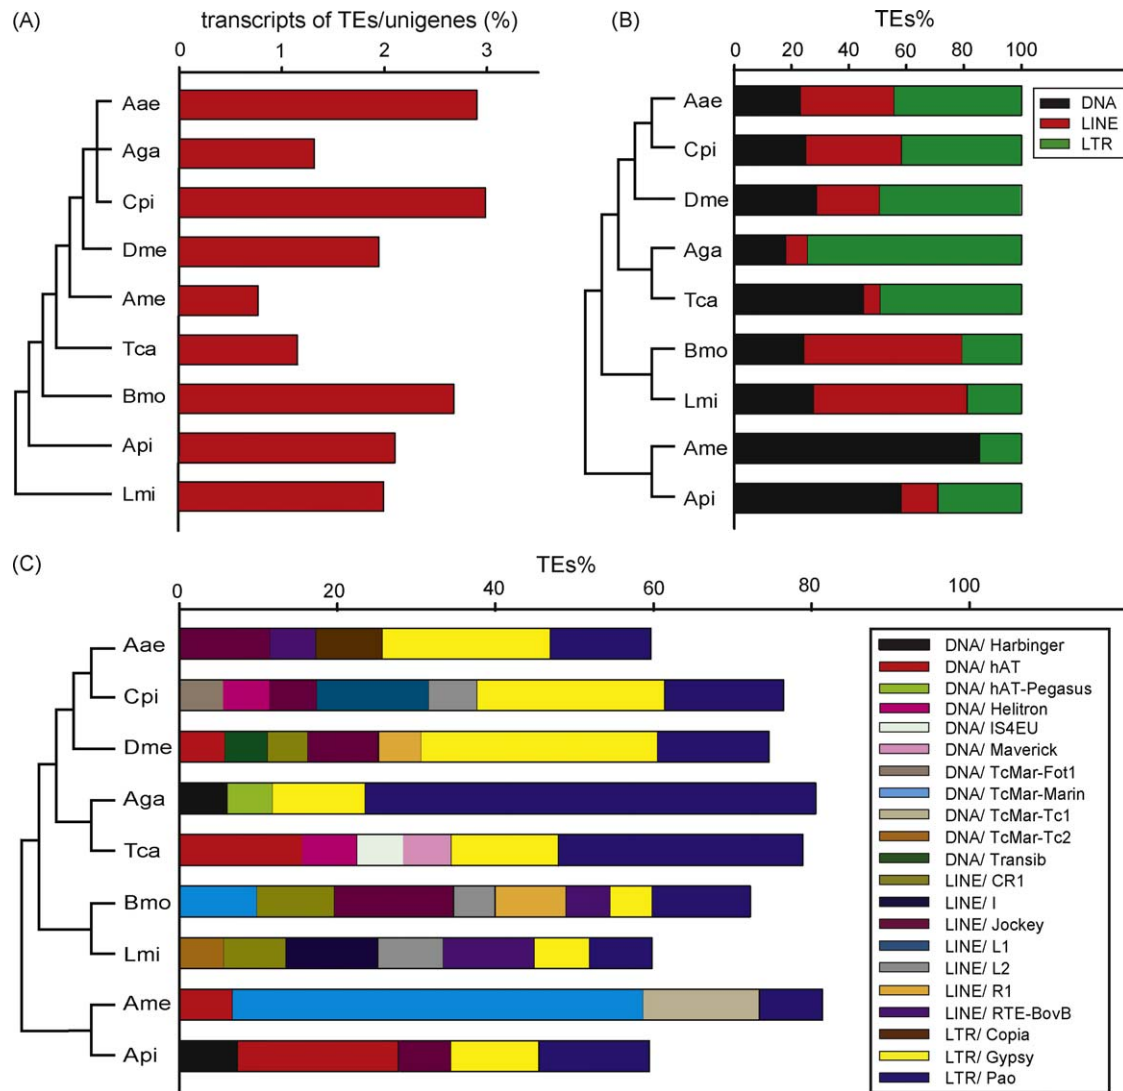 (A)
transcripts of TEs/unigenes (%)
0 1 2 3
Aae
Aga
Cpi
Dme
Ame
Tca
Bmo
Api
Lmi
(B)
TEs%
0 20 40 60 80 100
Aae
Cpi
Dme
Aga
Tca
Bmo
Lmi
Ame
Api
DNA
LINE
LTR
(C)
TEs%
0 20 40 60 80 100
Aae
Cpi
Dme
Aga
Tca
Bmo
Lmi
Ame
Api
DNA/ Harbinger
DNA/ hAT
DNA/ hAT-Pegasus
DNA/ Helitron
DNA/ IS4EU
DNA/ Maverick
DNA/ TcMar-Fot1
DNA/ TcMar-Marin
DNA/ TcMar-Tc1
DNA/ TcMar-Tc2
DNA/ Transib
LINE/ CR1
LINE/ I
LINE/ Jockey
LINE/ L1
LINE/ L2
LINE/ R1
LINE/ RTE-BovB
LTR/ Copia
LTR/ Gypsy
LTR/ Pao